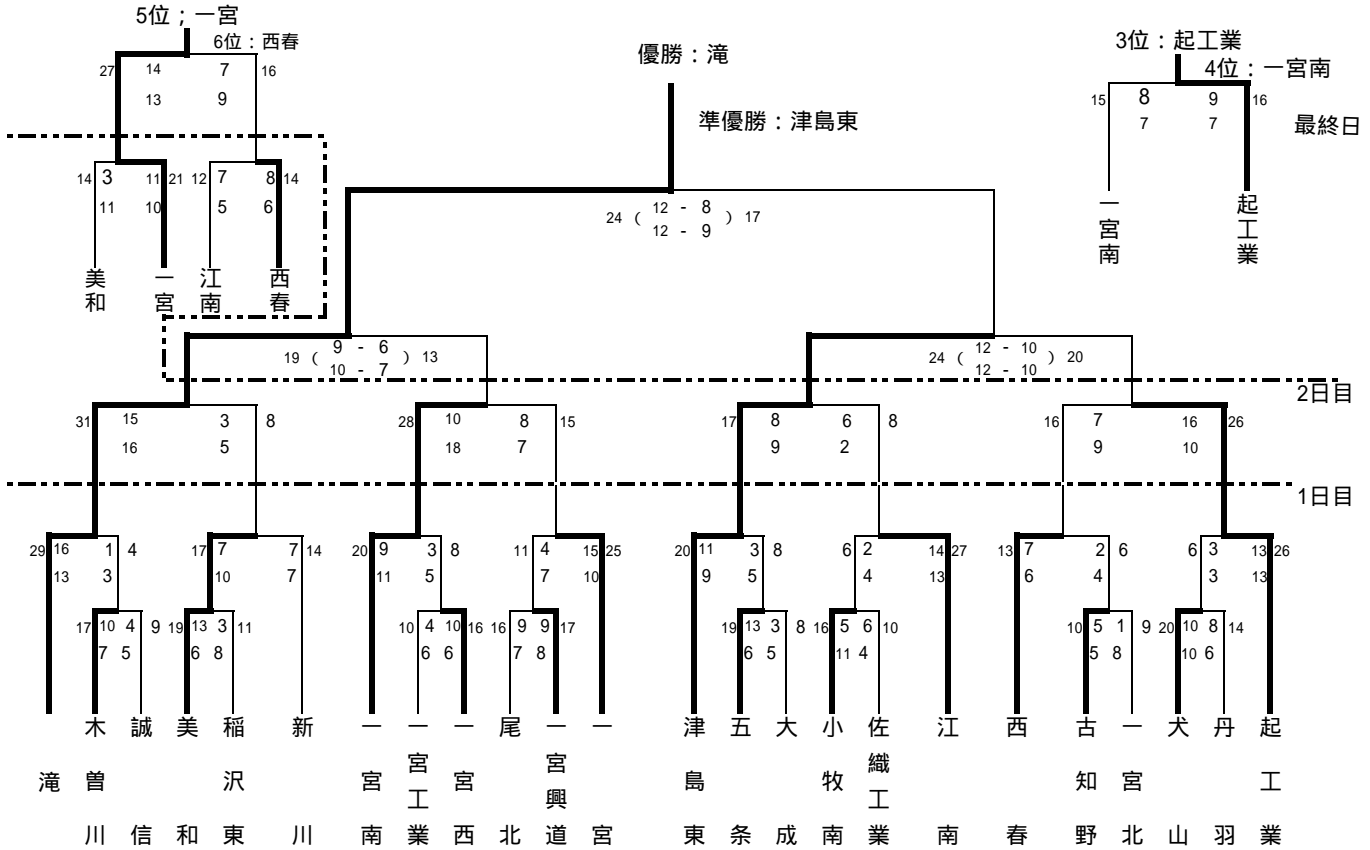 5位；一宮
6位：西春
27 14 7 16
13 9
14 3 11 21 12 7 8 14
11 10 5 6
美和 一宮 江南 西春
優勝：滝
準優勝：津島東
24 ( 12 - 8 ) 17
12 - 9
3位：起工業
4位：一宮南
15 8 9 16
7 7
最終日
一宮南 起工業
19 ( 9 - 6 ) 13
10 - 7
24 ( 12 - 10 ) 20
12 - 10
2日目
31 15 3 8 28 10 8 15 17 8 6 8 16 7 16 26
16 5 18 7 9 2 9 10
1日目
29 16 1 4 17 7 7 14 20 9 3 8 11 4 15 25 20 11 3 8 6 2 14 27 13 7 2 6 6 3 13 26
13 3 10 7 11 5 7 10 9 5 4 13 6 4 3 13
17 10 4 9 19 13 3 11 10 4 10 16 16 9 9 17 19 13 3 8 16 5 6 10 10 5 1 9 20 10 8 14
7 5 6 8 6 6 7 8 6 5 11 4 5 8 10 6
滝 木曽川 誠信 美和 稲沢東 新川 一宮南 一宮工業 一宮西 尾北 一宮興道 一宮 津島東 五条 大成 小牧南 佐織工業 江南 西春 古知野 一宮北 犬山 丹羽 起工業